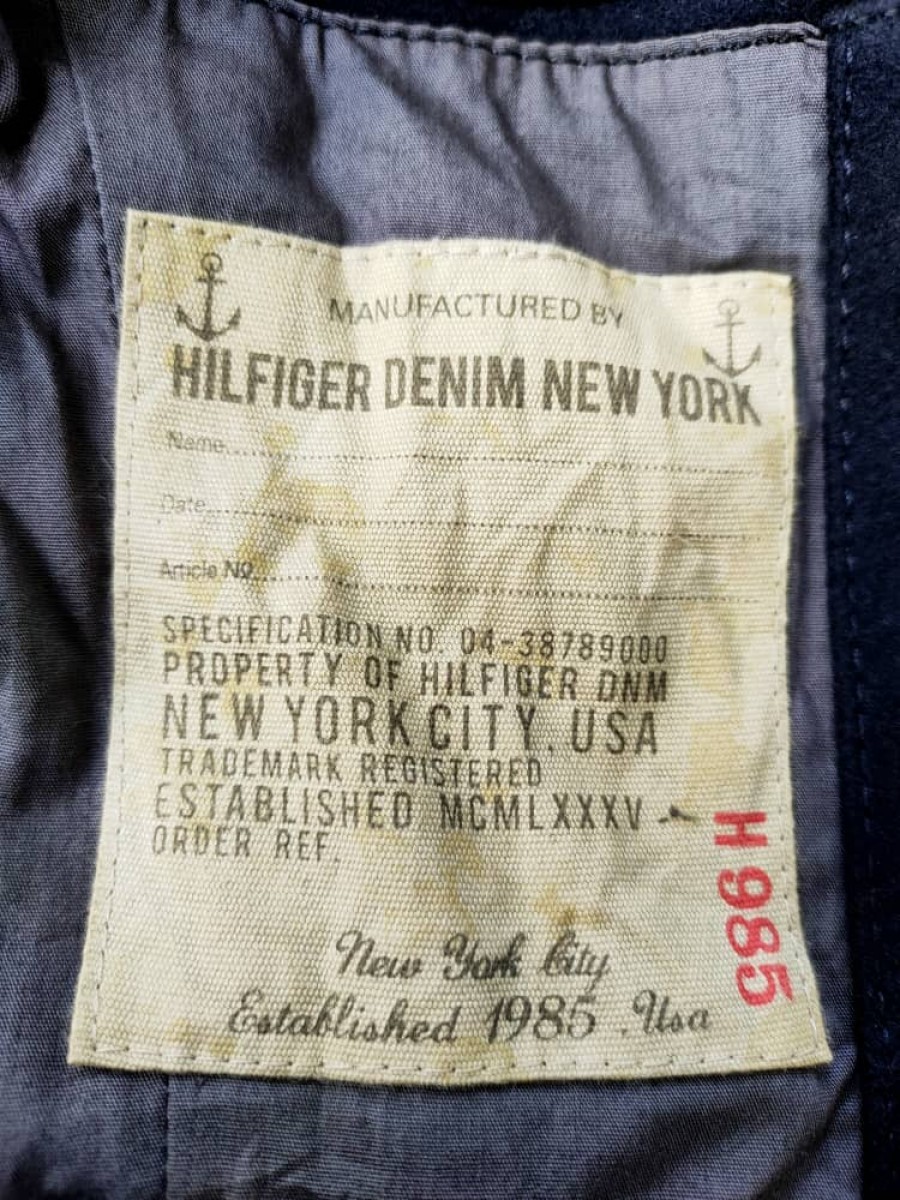 MANUFACTURED BY
HILFIGER DENIM NEW YORK
Name
Date
Article No.
SPECIFICATION NO. 04-38789000
PROPERTY OF HILFIGER DNM
NEW YORK CITY. USA
TRADEMARK REGISTERED
ESTABLISHED MCMLXXXV
ORDER REF.
H 985
New York City
Established 1985 .Usa